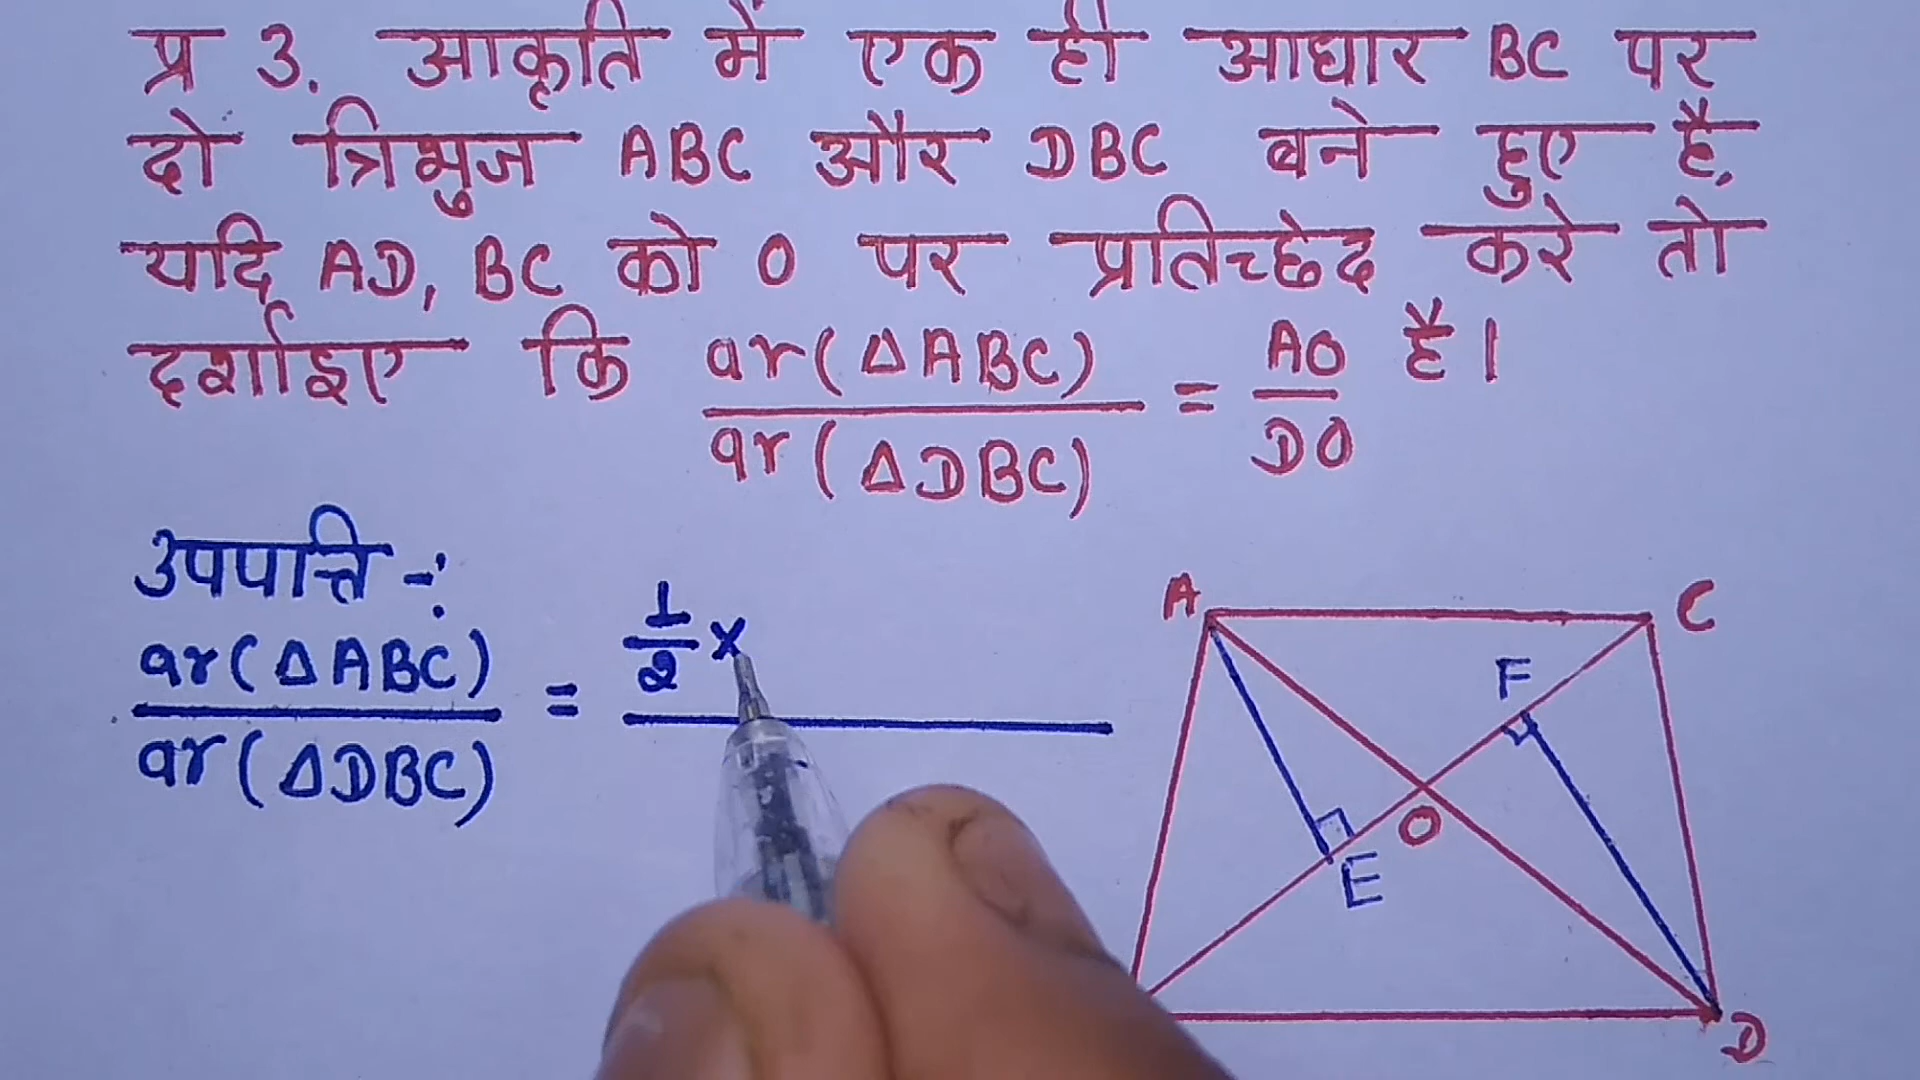 प्र 3. आकृति में एक ही आधार BC पर
दो त्रिभुज ABC और DBC बने हुए है,
यदि AD, BC को O पर प्रतिच्छेद करे तो
दर्शाइए कि ar(ΔABC)/ar(ΔDBC) = AO/DO है।
उपपत्ति -:
ar(ΔABC)/ar(ΔDBC) = 1/2 ×
A C
F
O
E
D